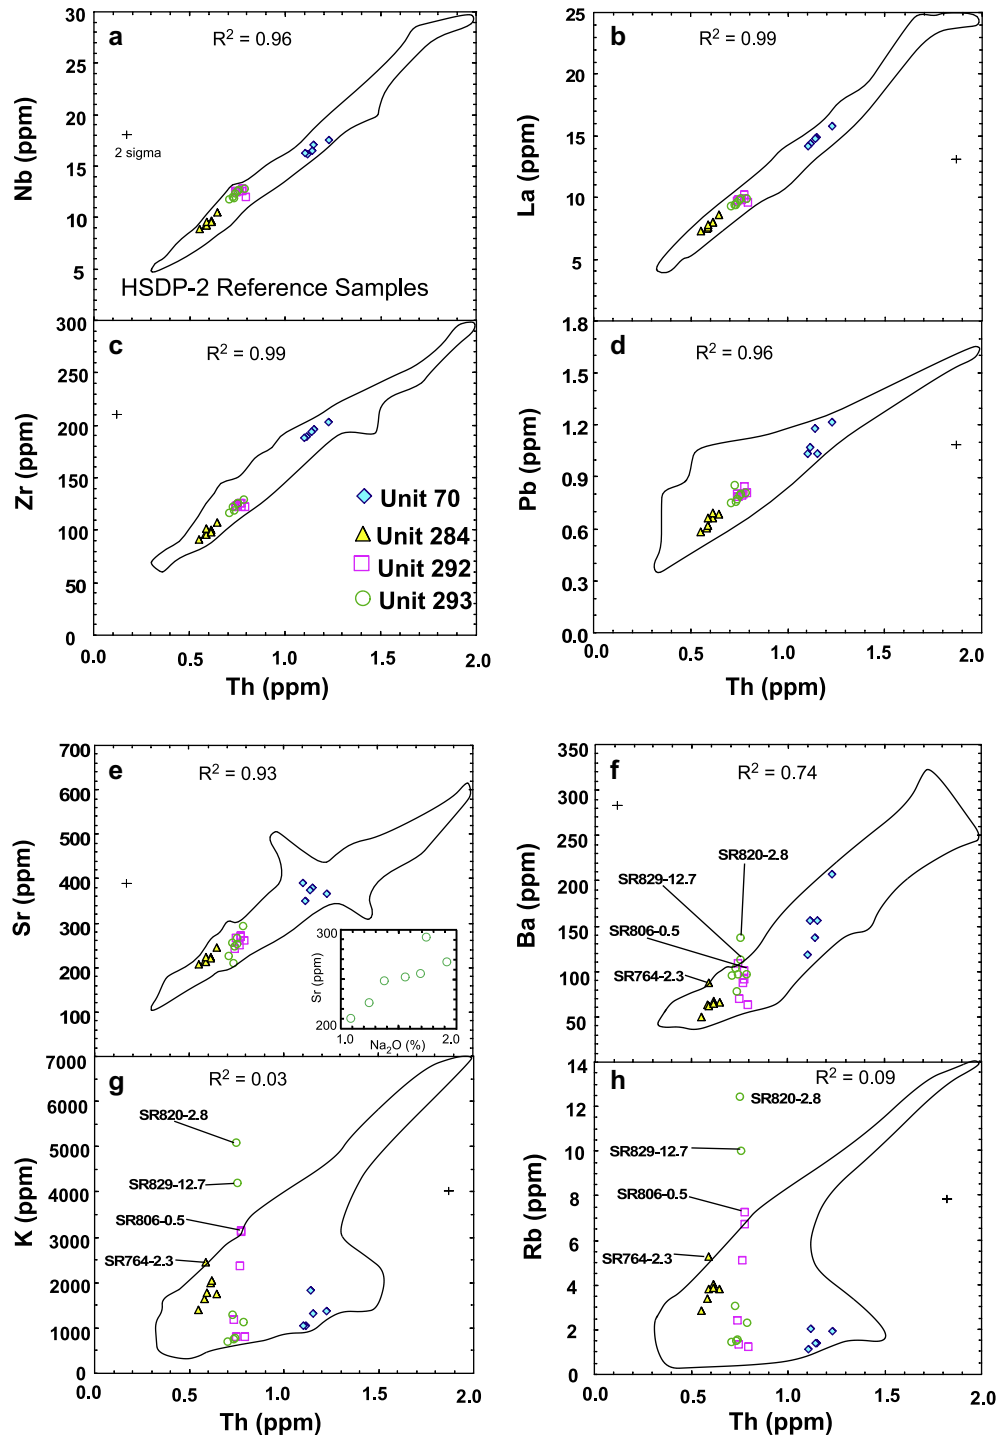 a
R² = 0.96
30
25
20
15
10
5
Nb (ppm)
2 sigma
HSDP-2 Reference Samples
b
R² = 0.99
25
20
15
10
5
La (ppm)
c
R² = 0.99
300
250
200
150
100
50
0
Zr (ppm)
Unit 70
Unit 284
Unit 292
Unit 293
0.0 0.5 1.0 1.5 2.0
Th (ppm)
d
R² = 0.96
1.8
1.5
1.2
0.9
0.6
0.3
0.0
Pb (ppm)
0.0 0.5 1.0 1.5 2.0
Th (ppm)
e
R² = 0.93
700
600
500
400
300
200
100
0
Sr (ppm)
300
200
Sr (ppm)
1.0 2.0
Na₂O (%)
f
R² = 0.74
350
300
250
200
150
100
50
0
Ba (ppm)
SR820-2.8
SR829-12.7
SR806-0.5
SR764-2.3
g
R² = 0.03
7000
6000
5000
4000
3000
2000
1000
0
K (ppm)
SR820-2.8
SR829-12.7
SR806-0.5
SR764-2.3
0.0 0.5 1.0 1.5 2.0
Th (ppm)
h
R² = 0.09
14
12
10
8
6
4
2
0
Rb (ppm)
SR820-2.8
SR829-12.7
SR806-0.5
SR764-2.3
0.0 0.5 1.0 1.5 2.0
Th (ppm)